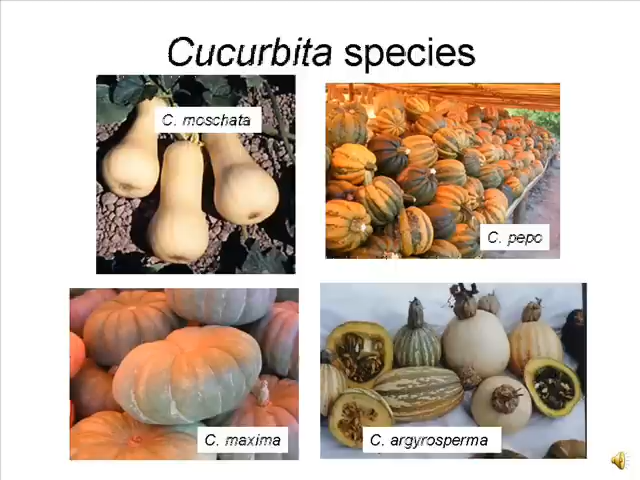 Cucurbita species
C. moschata
C. pepo
C. maxima
C. argyrosperma